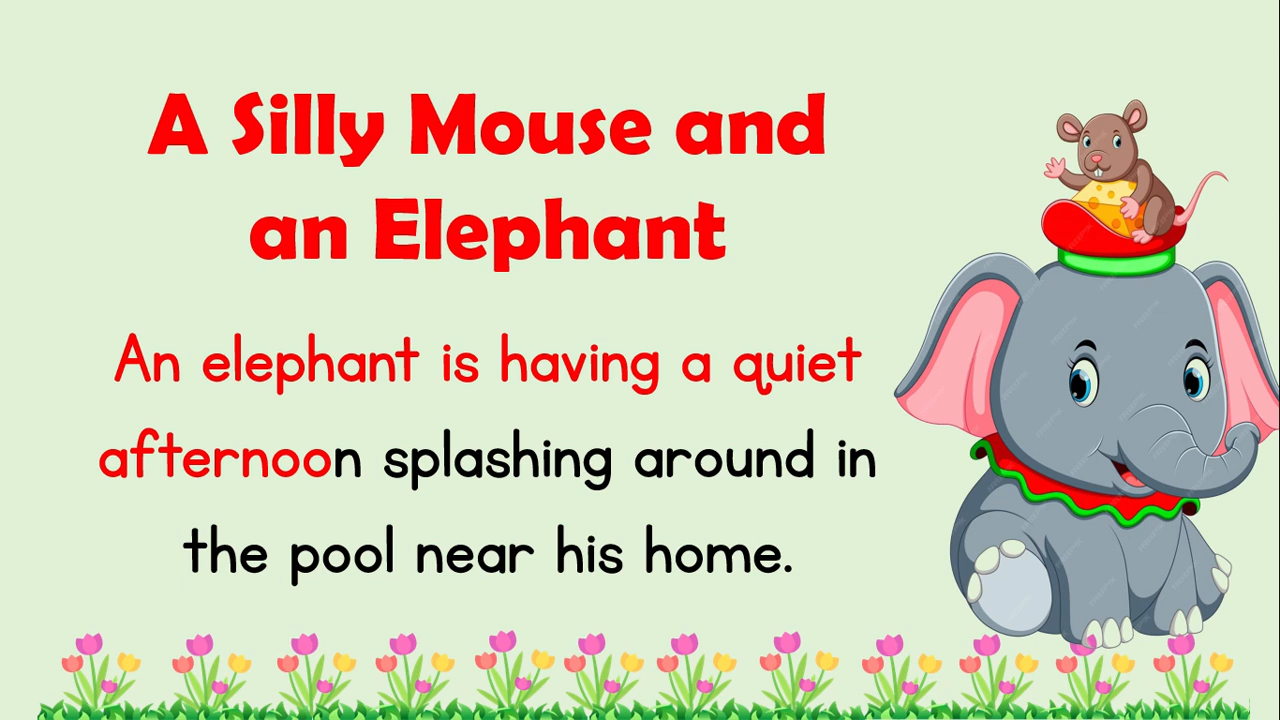 A Silly Mouse and
an Elephant
An elephant is having a quiet
afternoon splashing around in
the pool near his home.